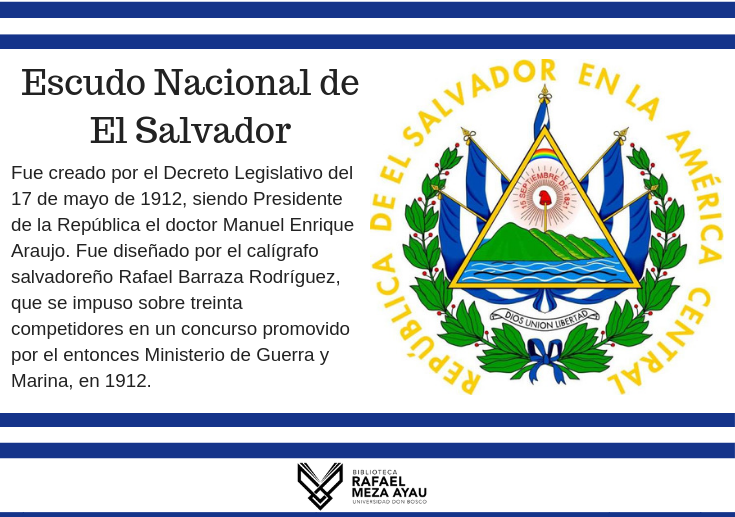 Escudo Nacional de
El Salvador
Fue creado por el Decreto Legislativo del
17 de mayo de 1912, siendo Presidente
de la República el doctor Manuel Enrique
Araujo. Fue diseñado por el calígrafo
salvadoreño Rafael Barraza Rodríguez,
que se impuso sobre treinta
competidores en un concurso promovido
por el entonces Ministerio de Guerra y
Marina, en 1912.
REPÚBLICA DE EL SALVADOR EN LA AMÉRICA CENTRAL
15 SEPTIEMBRE DE 1821
DIOS UNION LIBERTAD
BIBLIOTECA
RAFAEL
MEZA AYAU
UNIVERSIDAD DON BOSCO